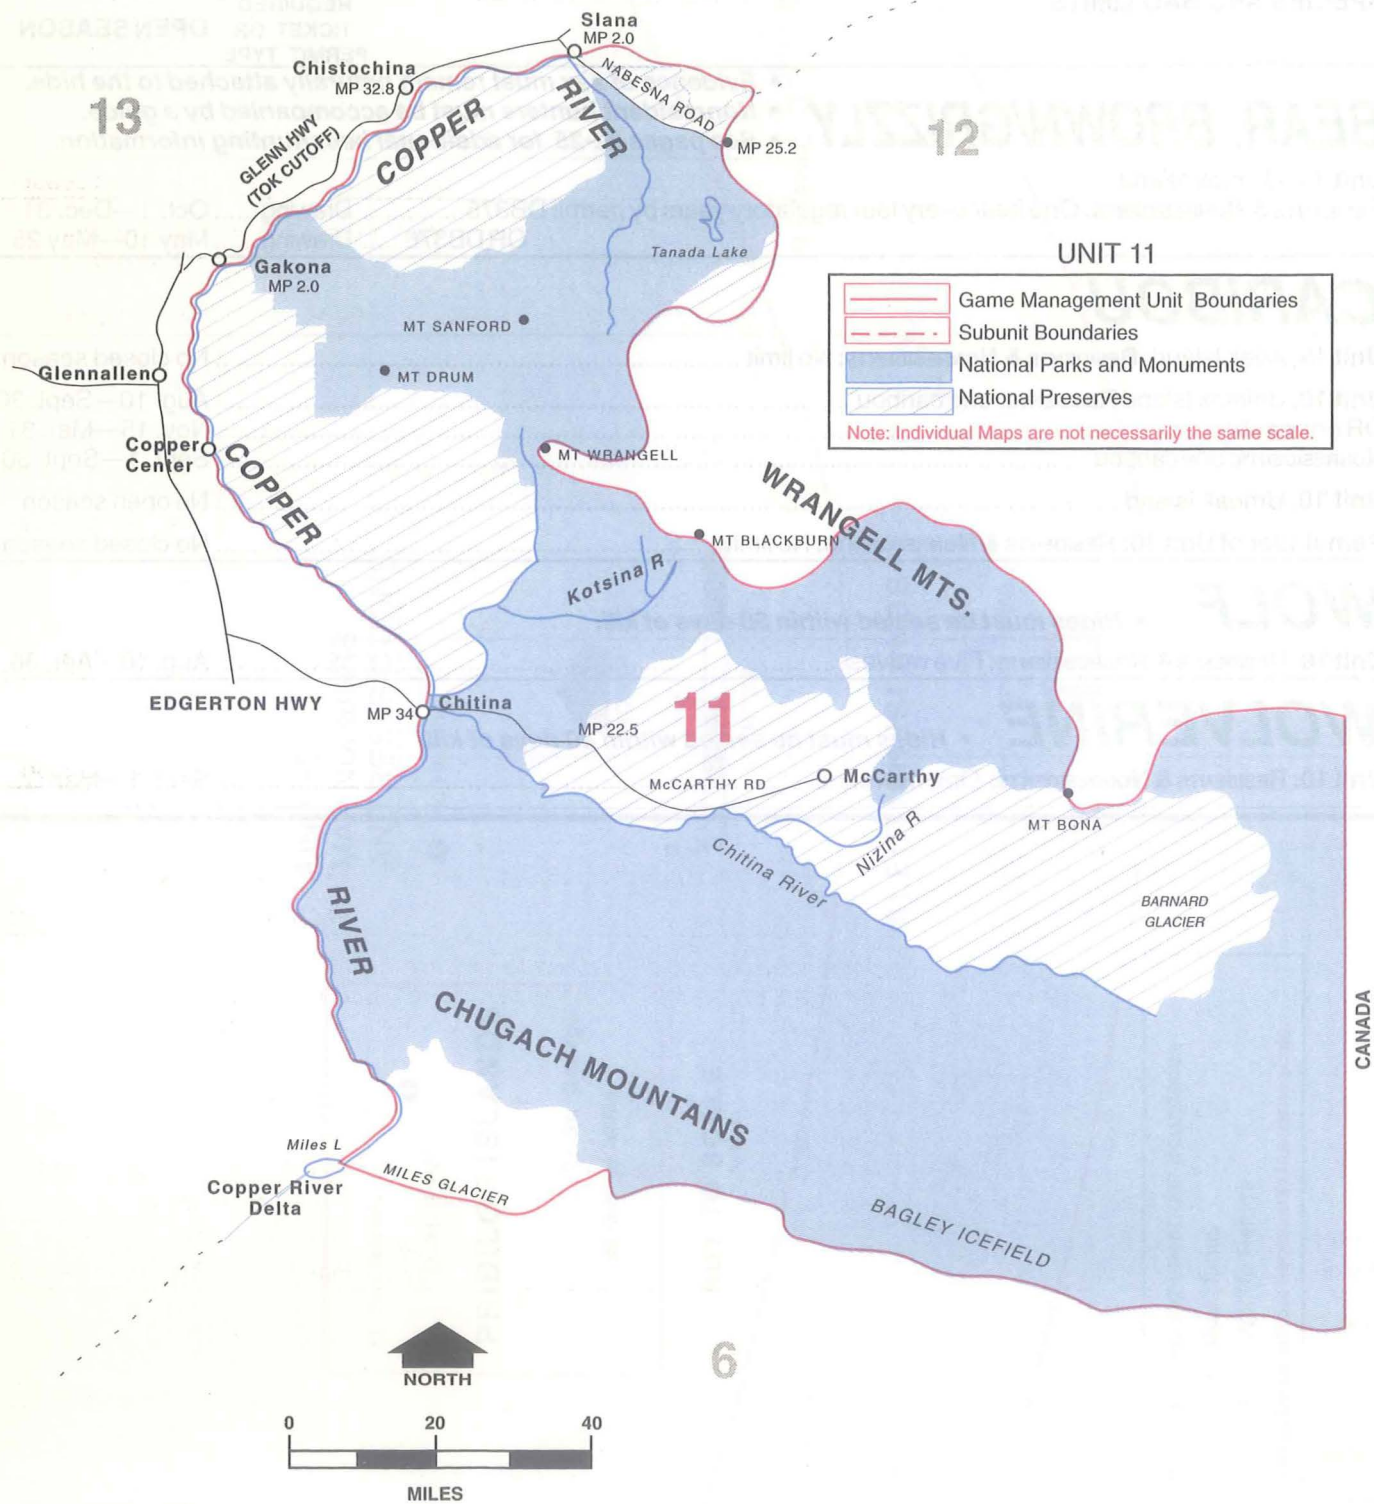 Slana
MP 2.0
Chistochina
MP 32.8
NABESNA ROAD
13
COPPER
RIVER
12
MP 25.2
GLENN HWY
(TOK CUTOFF)
Tanada Lake
UNIT 11
Game Management Unit Boundaries
Subunit Boundaries
National Parks and Monuments
National Preserves
Note: Individual Maps are not necessarily the same scale.
Gakona
MP 2.0
MT SANFORD
Glennallen
MT DRUM
Copper
Center
COPPER
MT WRANGELL
WRANGELL MTS.
MT BLACKBURN
Kotsina R
EDGERTON HWY
MP 34
Chitina
MP 22.5
11
McCARTHY RD
McCarthy
MT BONA
Nizina R
Chitina River
BARNARD
GLACIER
RIVER
CHUGACH MOUNTAINS
CANADA
Miles L
MILES GLACIER
Copper River
Delta
BAGLEY ICEFIELD
6
NORTH
0 20 40
MILES